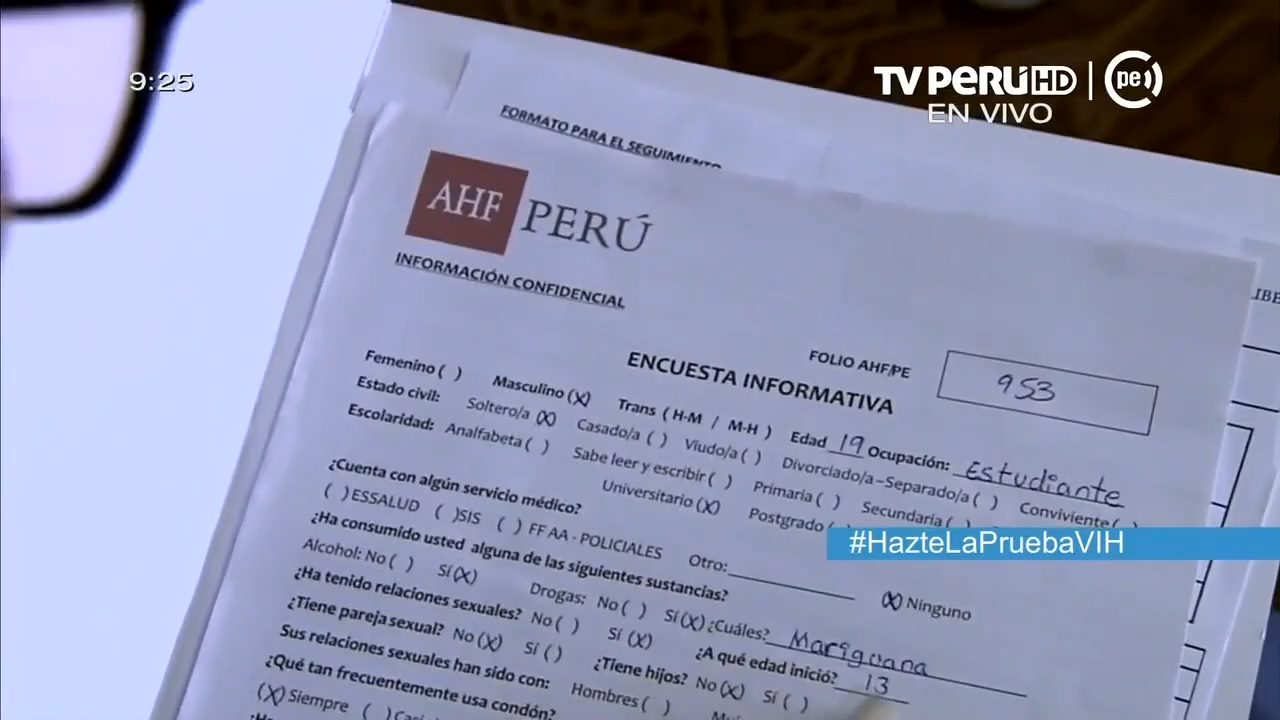 9:25
TV PERÚ HD pe
EN VIVO
FORMATO PARA EL SEGUIMIENTO
AHF PERÚ
INFORMACIÓN CONFIDENCIAL
ENCUESTA INFORMATIVA
FOLIO AHF/PE 953
Femenino ( ) Masculino (X) Trans ( H-M / M-H ) Edad 19 Ocupación: Estudiante
Estado civil: Soltero/a (X) Casado/a ( ) Viudo/a ( ) Divorciado/a –Separado/a ( ) Conviviente ( )
Escolaridad: Analfabeta ( ) Sabe leer y escribir ( ) Primaria ( ) Secundaria (
Universitario (X) Postgrado (
#HazteLaPruebaVIH
¿Cuenta con algún servicio médico?
( )ESSALUD ( )SIS ( ) FF AA - POLICIALES Otro: (X) Ninguno
¿Ha consumido usted alguna de las siguientes sustancias?
Alcohol: No ( ) Sí (X) Drogas: No ( ) Sí (X) ¿Cuáles? Mariguana
¿Ha tenido relaciones sexuales? No ( ) Sí (X) ¿A qué edad inició? 13
¿Tiene pareja sexual? No (X) Sí ( ) ¿Tiene hijos? No (X) Sí ( )
Sus relaciones sexuales han sido con: Hombres ( )
¿Qué tan frecuentemente usa condón?
(X) Siempre ( )